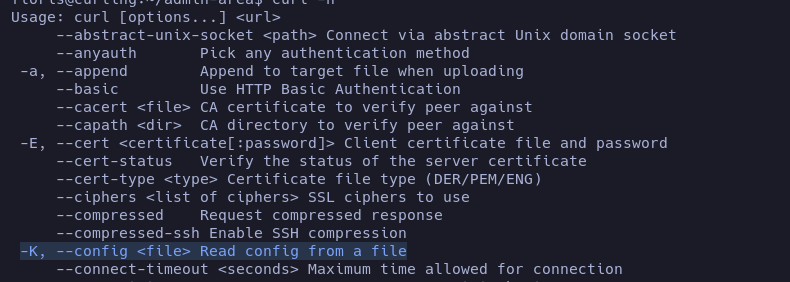 floris@curling:~/admin-area$ curl -h
Usage: curl [options...] <url>
--abstract-unix-socket <path> Connect via abstract Unix domain socket
--anyauth Pick any authentication method
-a, --append Append to target file when uploading
--basic Use HTTP Basic Authentication
--cacert <file> CA certificate to verify peer against
--capath <dir> CA directory to verify peer against
-E, --cert <certificate[:password]> Client certificate file and password
--cert-status Verify the status of the server certificate
--cert-type <type> Certificate file type (DER/PEM/ENG)
--ciphers <list of ciphers> SSL ciphers to use
--compressed Request compressed response
--compressed-ssh Enable SSH compression
-K, --config <file> Read config from a file
--connect-timeout <seconds> Maximum time allowed for connection